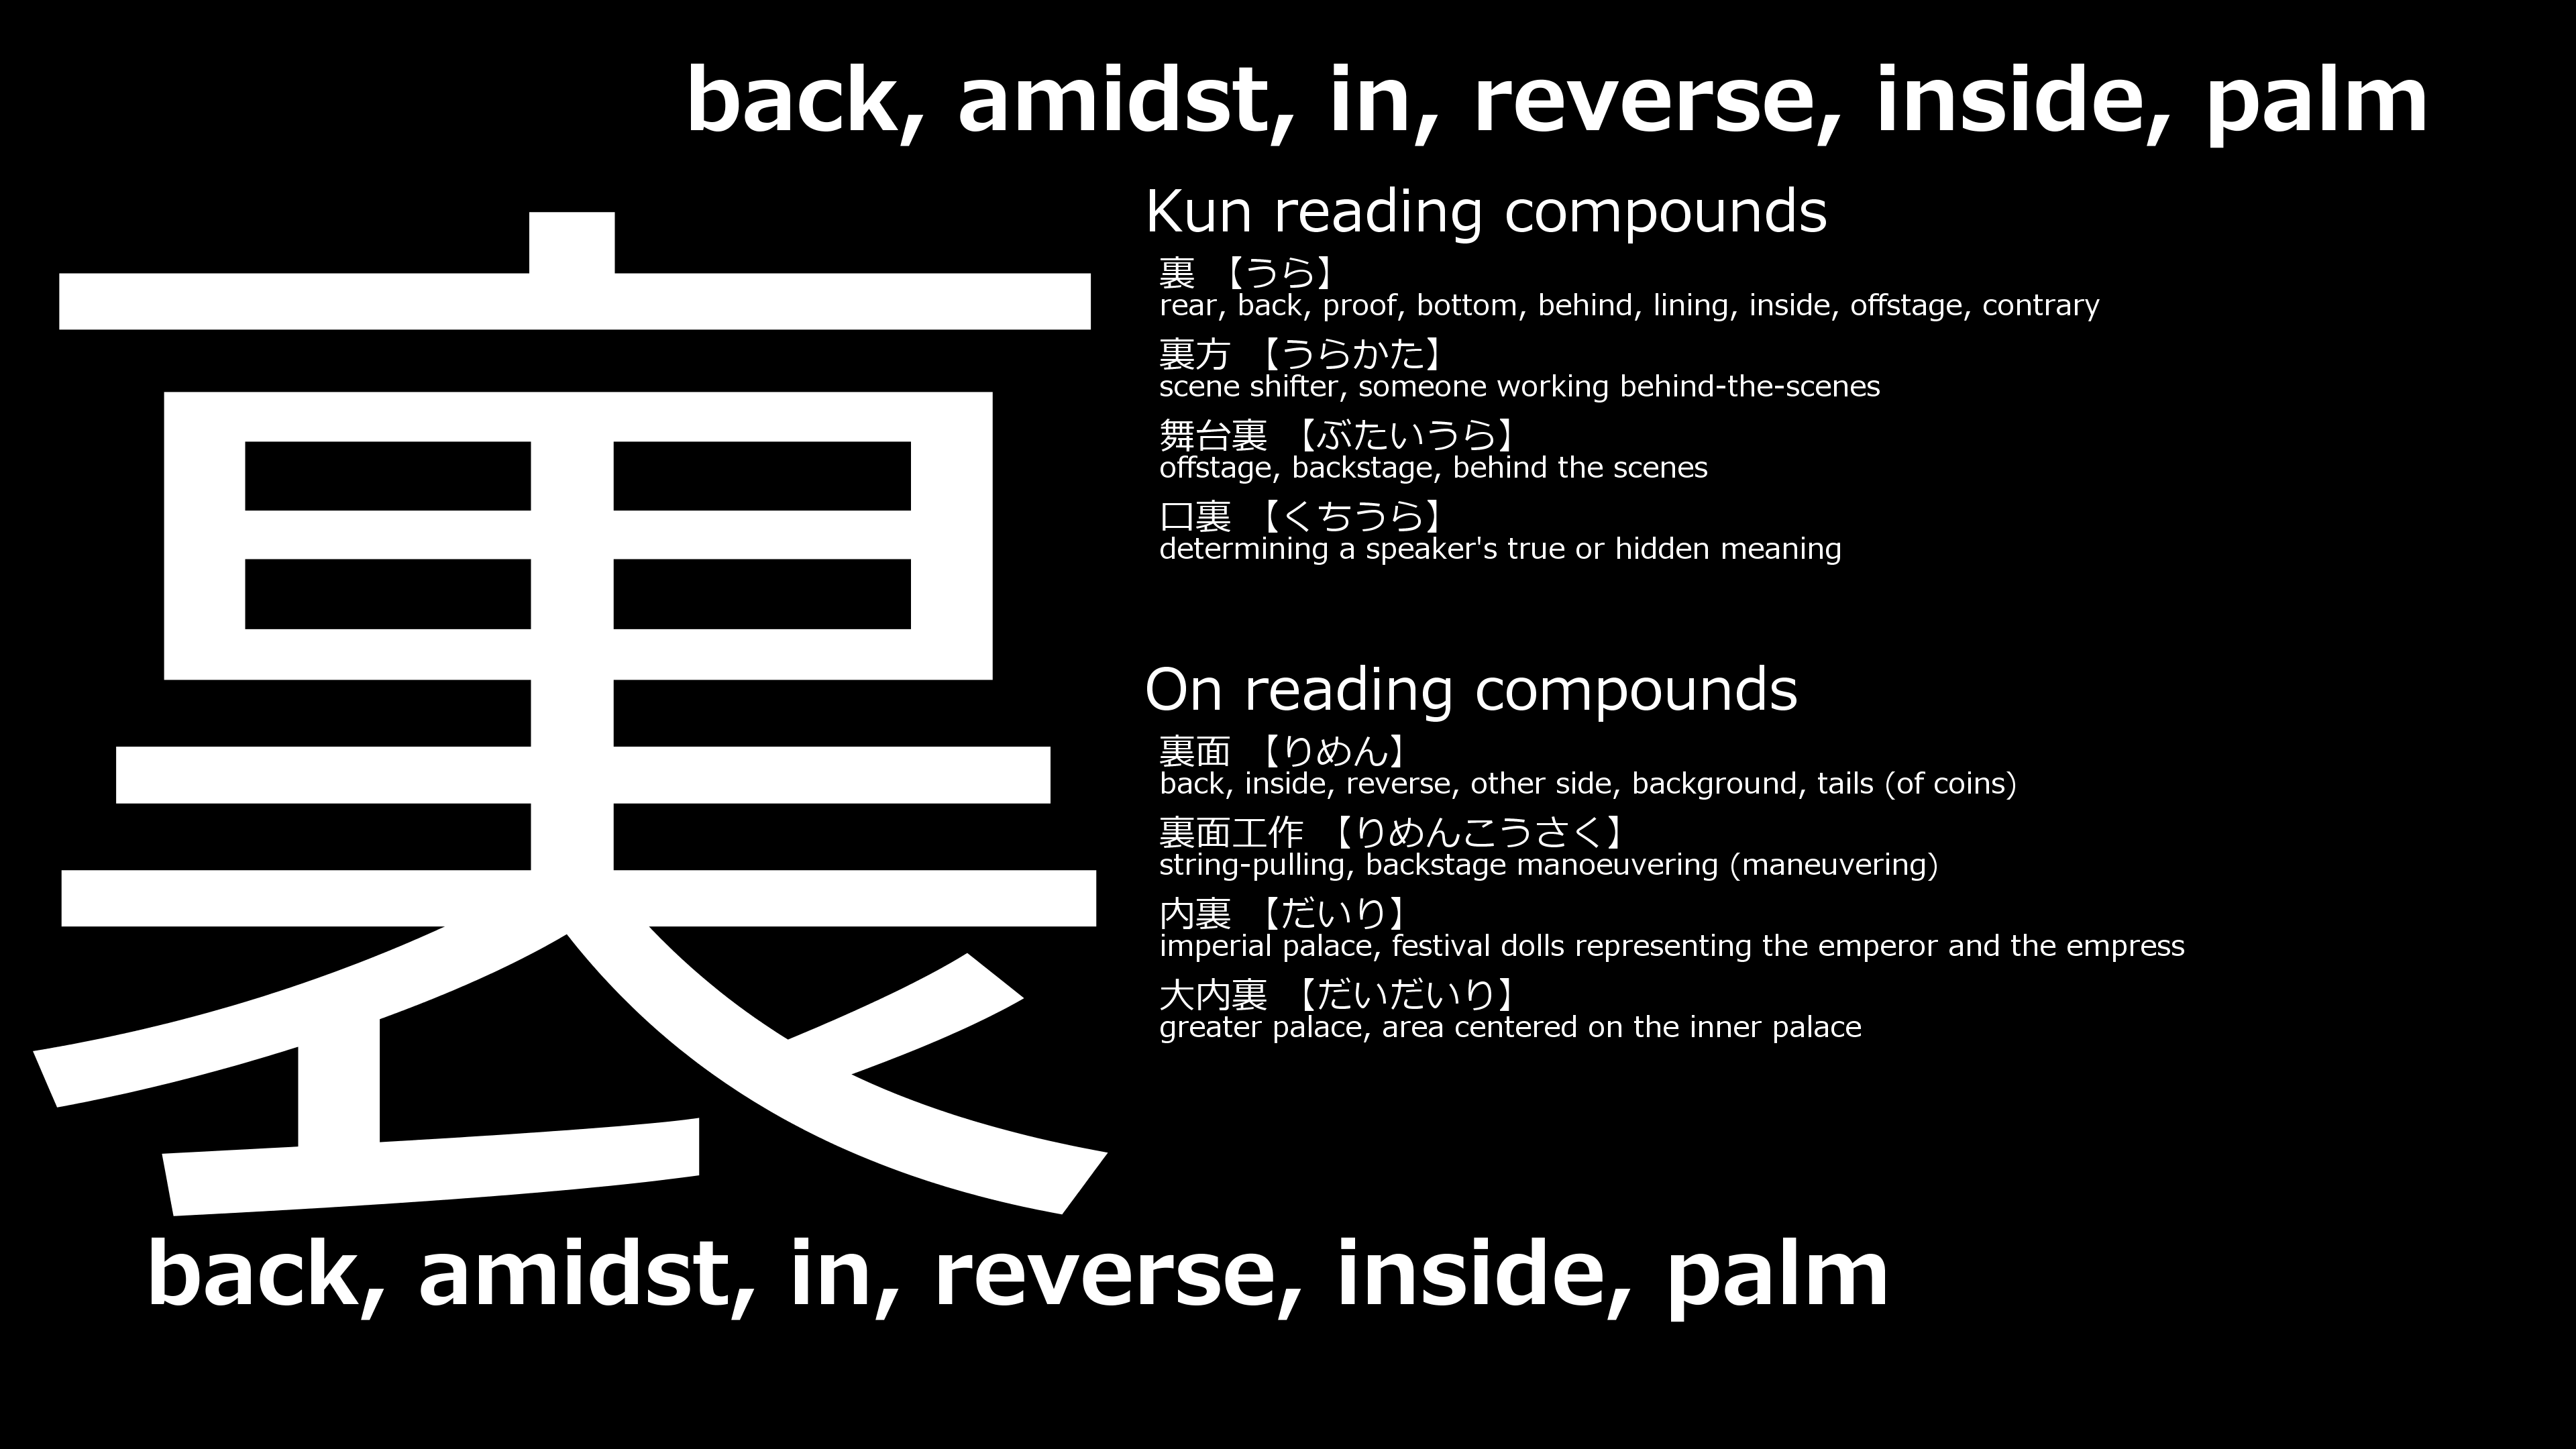 back, amidst, in, reverse, inside, palm
裏
Kun reading compounds
裏 【うら】
rear, back, proof, bottom, behind, lining, inside, offstage, contrary
裏方 【うらかた】
scene shifter, someone working behind-the-scenes
舞台裏 【ぶたいうら】
offstage, backstage, behind the scenes
口裏 【くちうら】
determining a speaker's true or hidden meaning
On reading compounds
裏面 【りめん】
back, inside, reverse, other side, background, tails (of coins)
裏面工作 【りめんこうさく】
string-pulling, backstage manoeuvering (maneuvering)
内裏 【だいり】
imperial palace, festival dolls representing the emperor and the empress
大内裏 【だいだいり】
greater palace, area centered on the inner palace
back, amidst, in, reverse, inside, palm